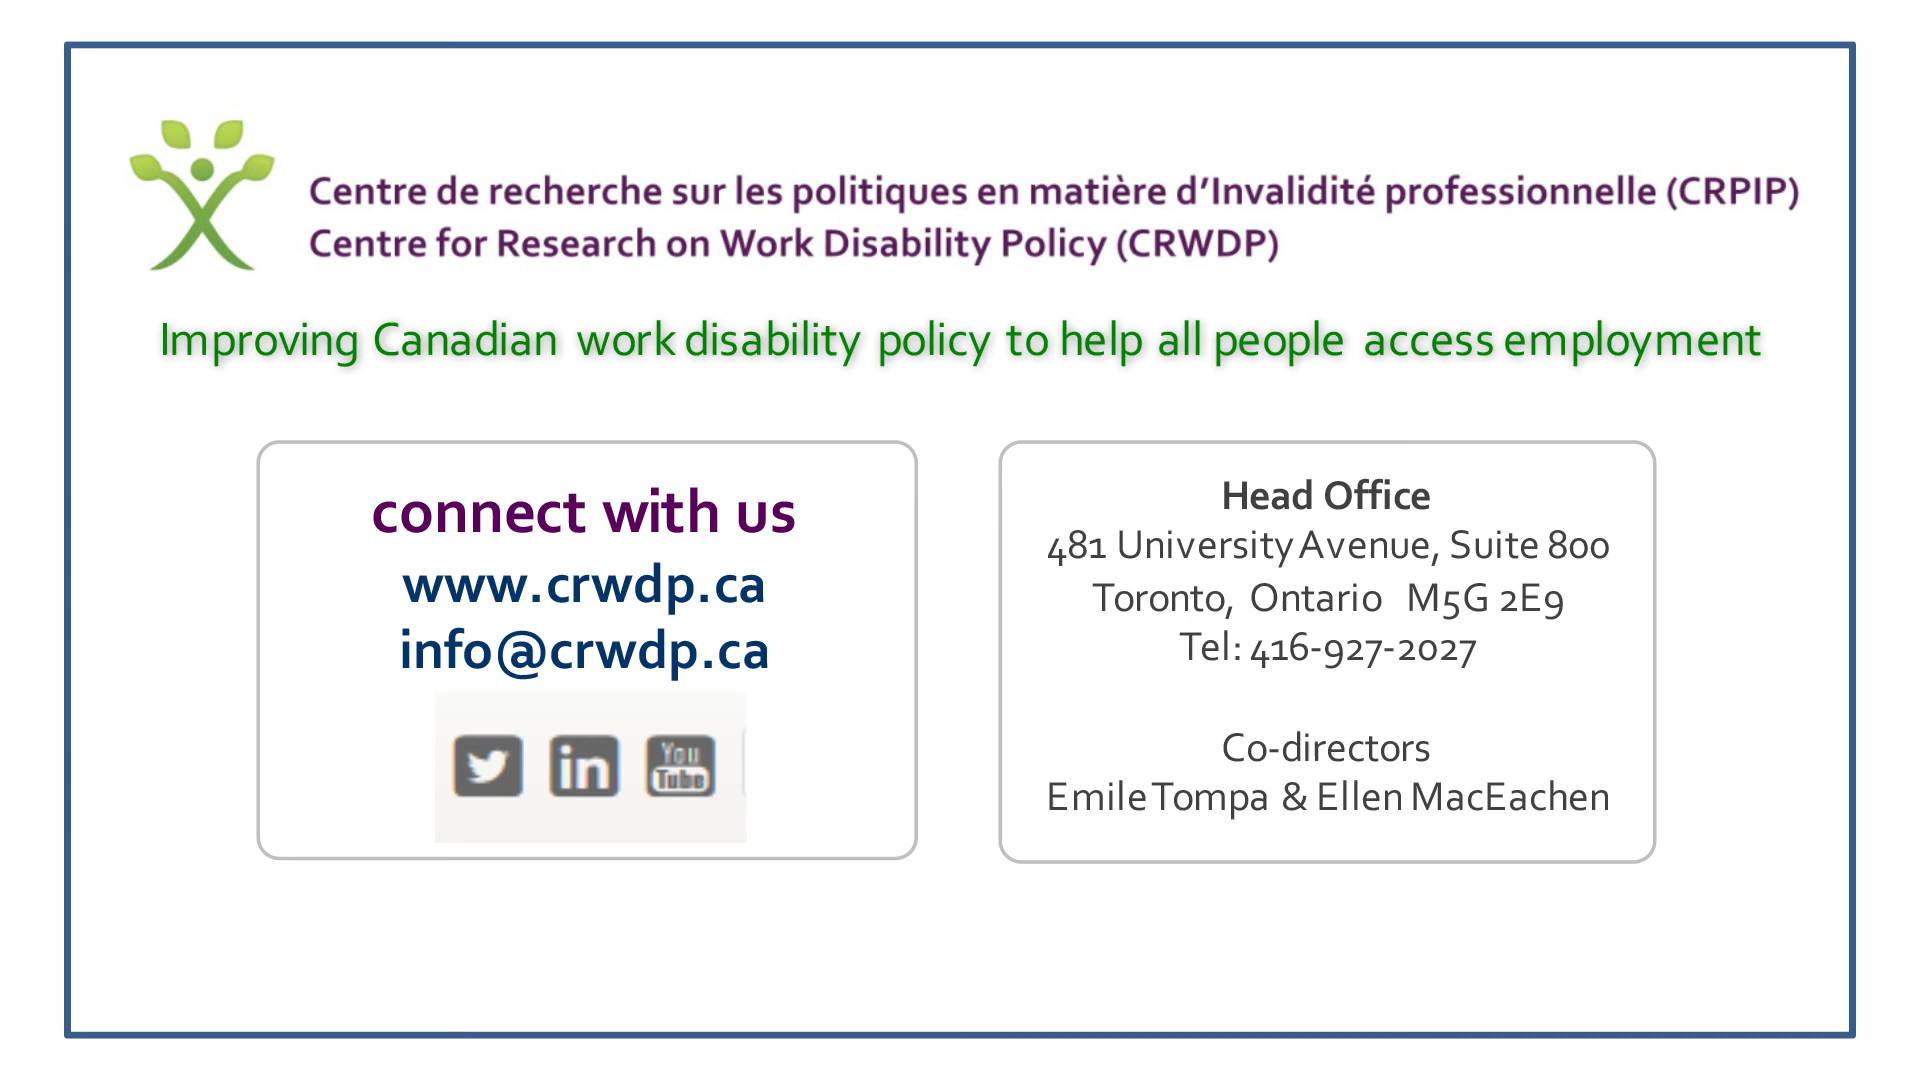 Centre de recherche sur les politiques en matière d’Invalidité professionnelle (CRPIP)
Centre for Research on Work Disability Policy (CRWDP)
Improving Canadian work disability policy to help all people access employment
connect with us
www.crwdp.ca
info@crwdp.ca
in
You
Tube
Head Office
481 University Avenue, Suite 800
Toronto, Ontario M5G 2E9
Tel: 416-927-2027
Co-directors
Emile Tompa & Ellen MacEachen